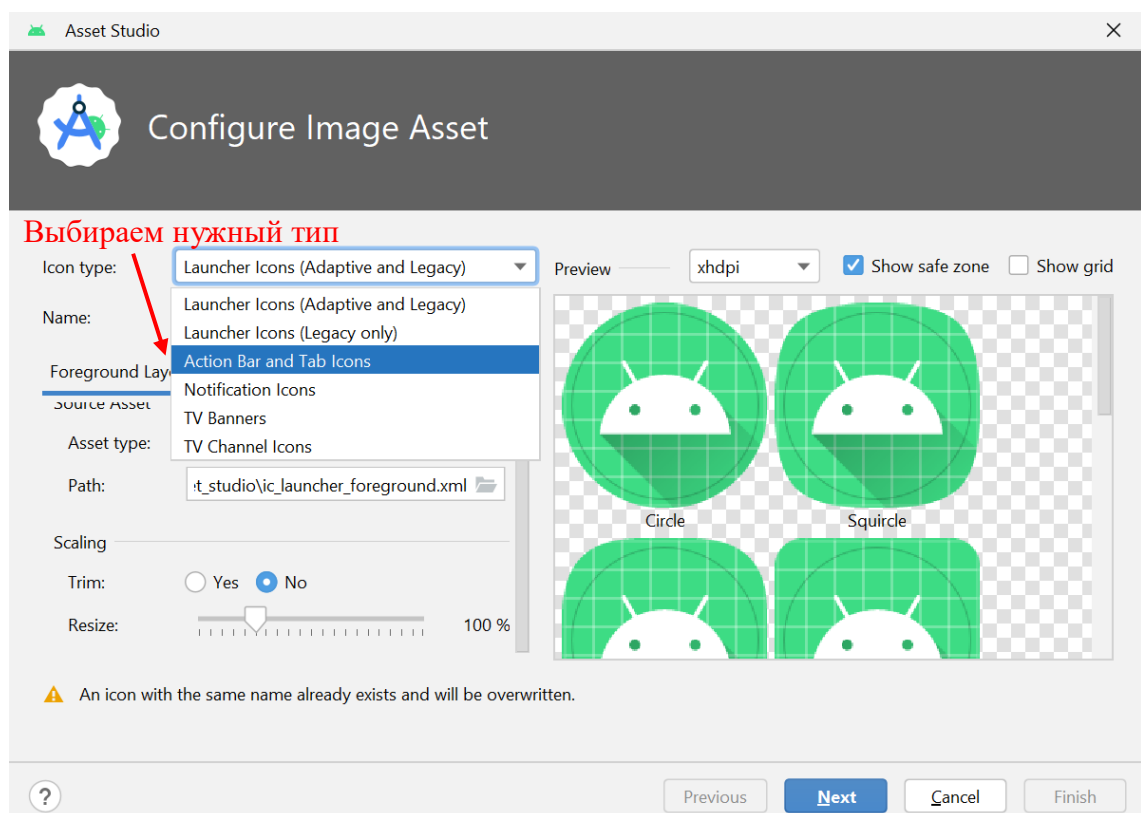 Asset Studio
Configure Image Asset
Выбираем нужный тип
Icon type:
Launcher Icons (Adaptive and Legacy)
Launcher Icons (Adaptive and Legacy)
Launcher Icons (Legacy only)
Action Bar and Tab Icons
Notification Icons
TV Banners
TV Channel Icons
Name:
Foreground Lay
Source Asset
Asset type:
Path:
t_studio\ic_launcher_foreground.xml
Scaling
Trim:
Yes
No
Resize:
100 %
Preview
xhdpi
Show safe zone
Show grid
Circle
Squircle
An icon with the same name already exists and will be overwritten.
?
Previous
Next
Cancel
Finish